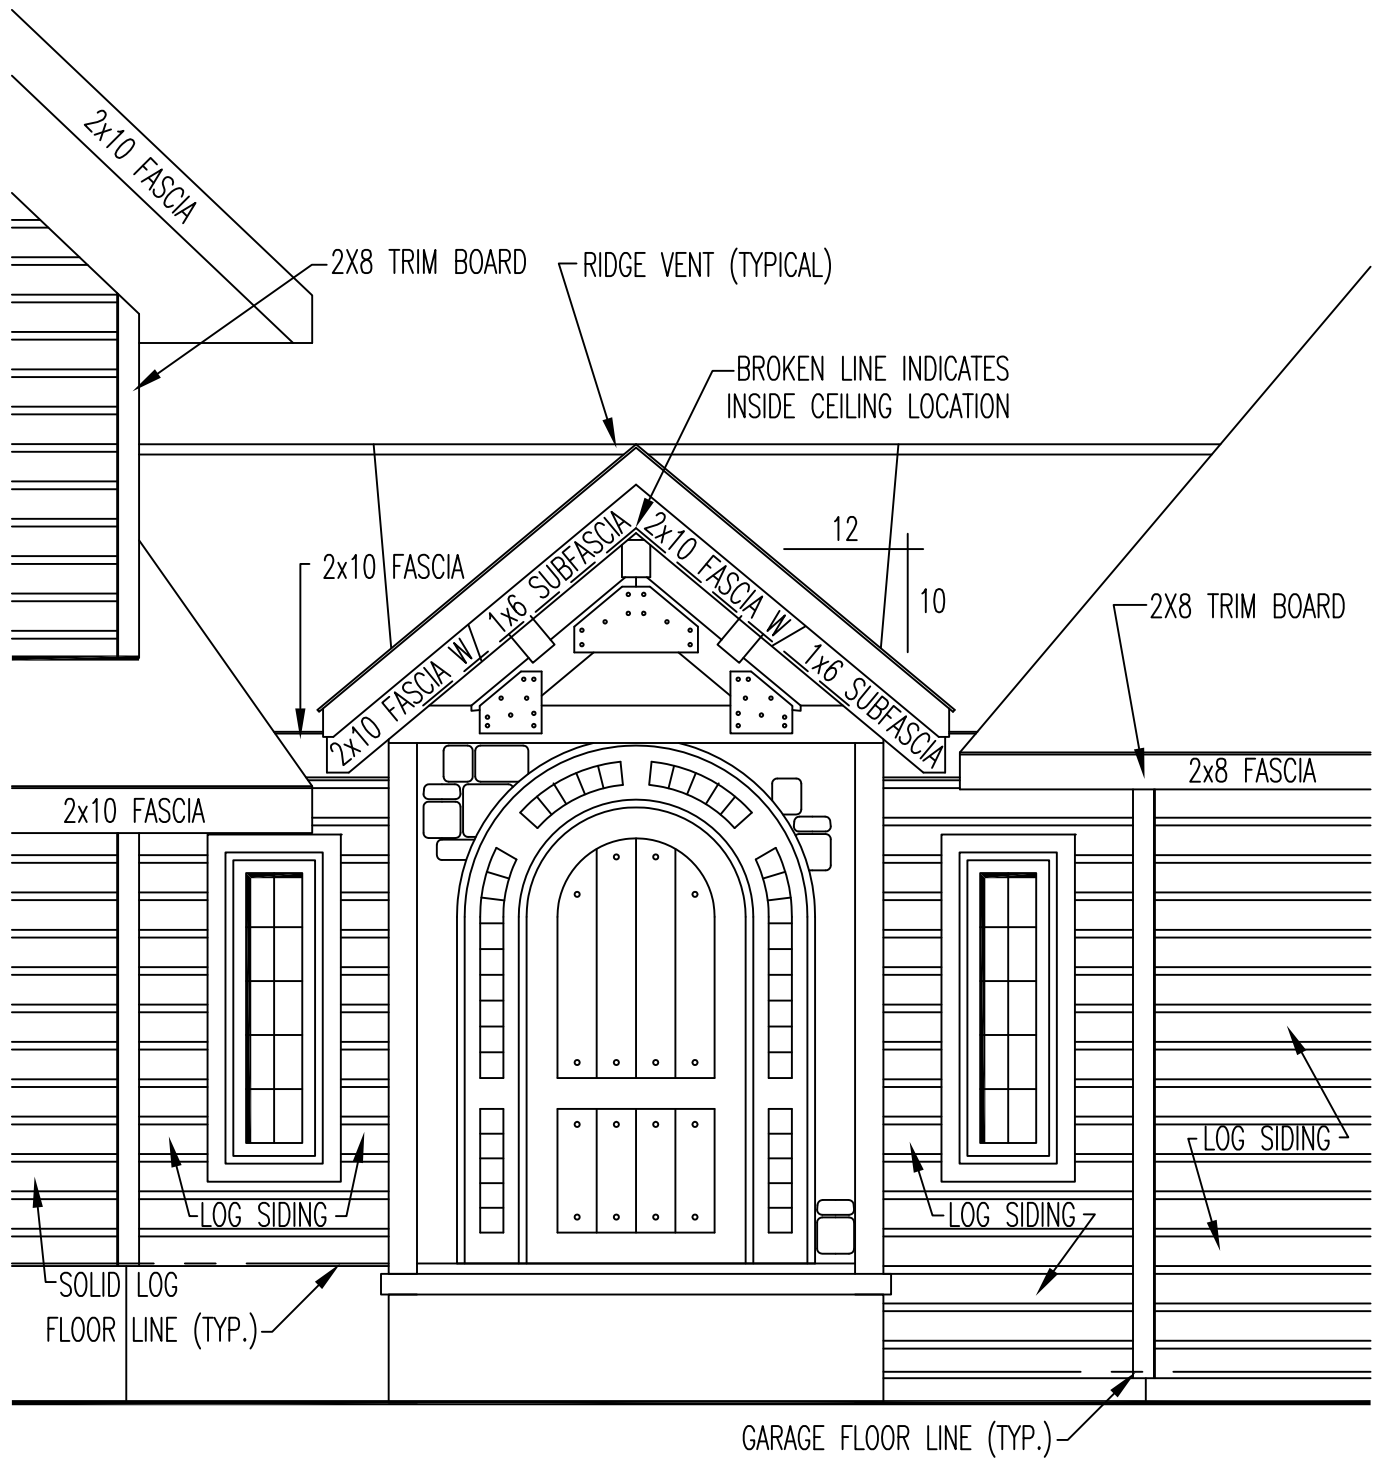 2x10 FASCIA
2X8 TRIM BOARD
RIDGE VENT (TYPICAL)
BROKEN LINE INDICATES
INSIDE CEILING LOCATION
12
10
2x10 FASCIA
2x10 FASCIA W/ 1x6 SUBFASCIA
2x10 FASCIA W/ 1x6 SUBFASCIA
2X8 TRIM BOARD
2x8 FASCIA
2x10 FASCIA
LOG SIDING
LOG SIDING
LOG SIDING
SOLID LOG
FLOOR LINE (TYP.)
GARAGE FLOOR LINE (TYP.)